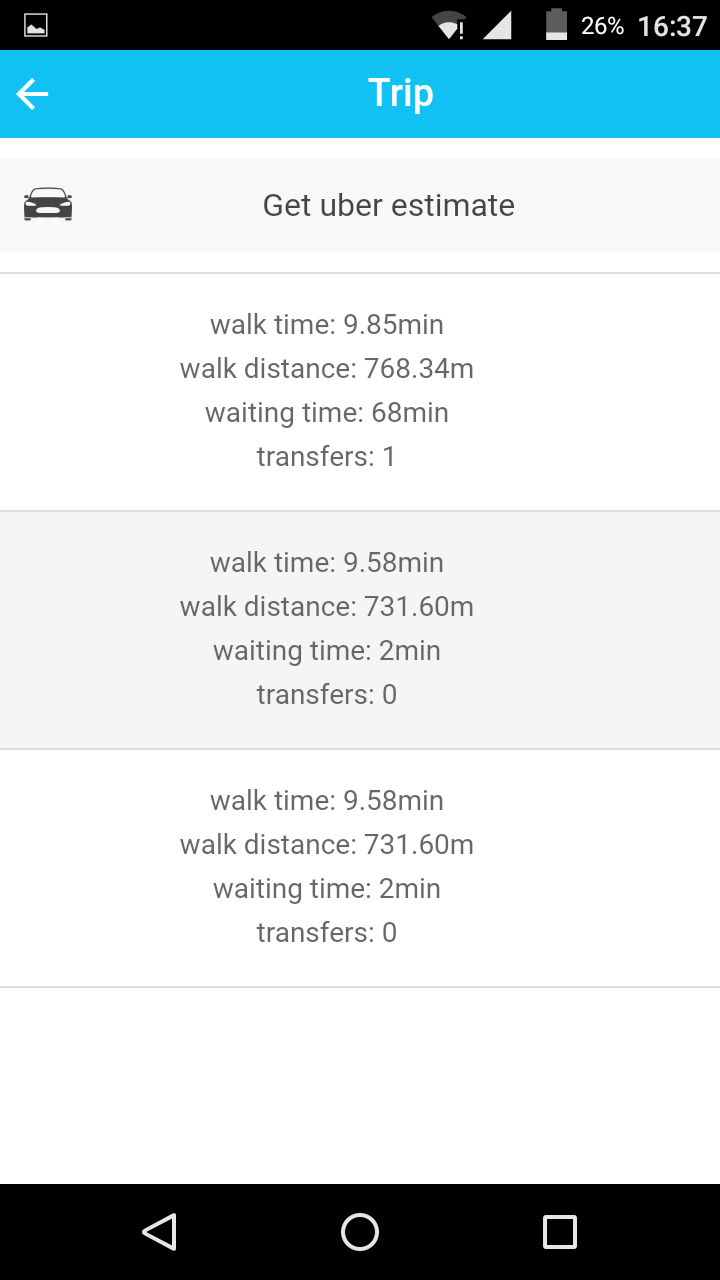 26% 16:37
Trip
Get uber estimate
walk time: 9.85min
walk distance: 768.34m
waiting time: 68min
transfers: 1
walk time: 9.58min
walk distance: 731.60m
waiting time: 2min
transfers: 0
walk time: 9.58min
walk distance: 731.60m
waiting time: 2min
transfers: 0